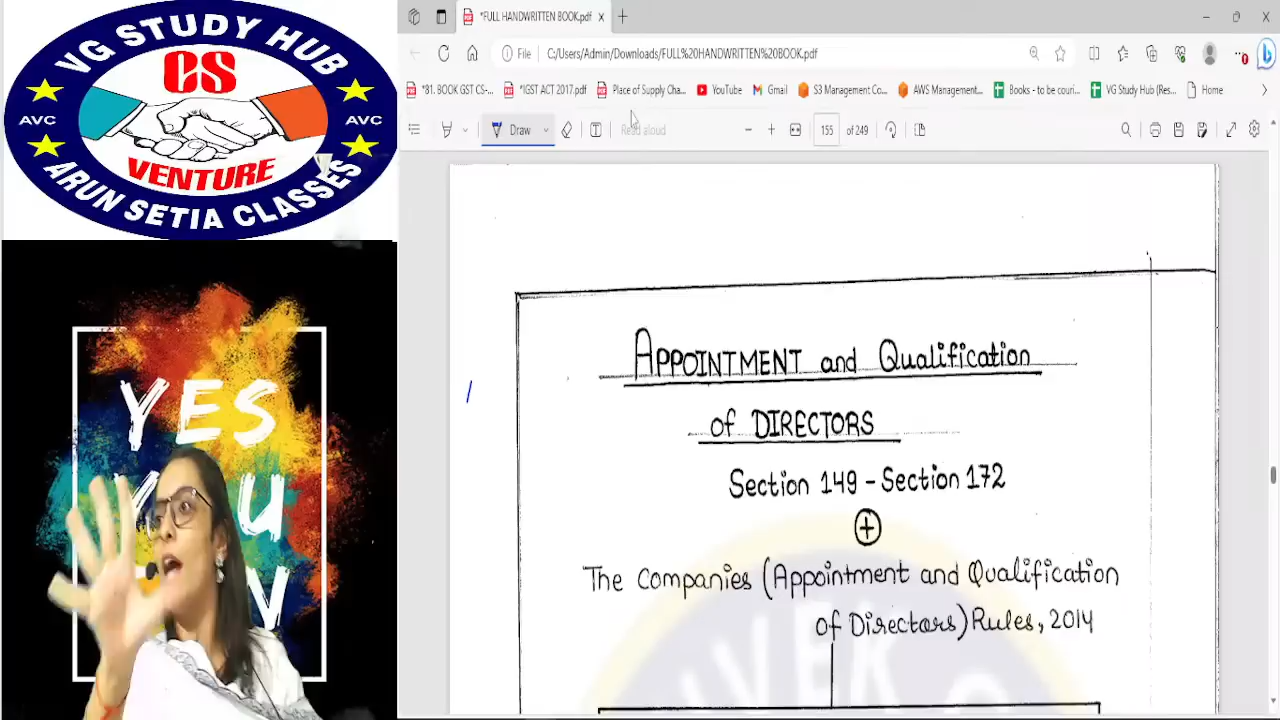 VG STUDY HUB
CS
AVC
AVC
VENTURE
ARUN SETIA CLASSES
YES
Y U
*FULL HANDWRITTEN BOOK.pdf
File
C:/Users/Admin/Downloads/FULL%20HANDWRITTEN%20BOOK.pdf
*81. BOOK GST CS-...
*IGST ACT 2017.pdf
Place of Supply Cha...
YouTube
Gmail
S3 Management Co...
AWS Management...
Books - to be couri...
VG Study Hub (Res...
Home
Draw
Read aloud
155
of 249
APPOINTMENT and Qualification
of DIRECTORS
Section 149 - Section 172
+
The Companies (Appointment and Qualification
of Directors) Rules, 2014